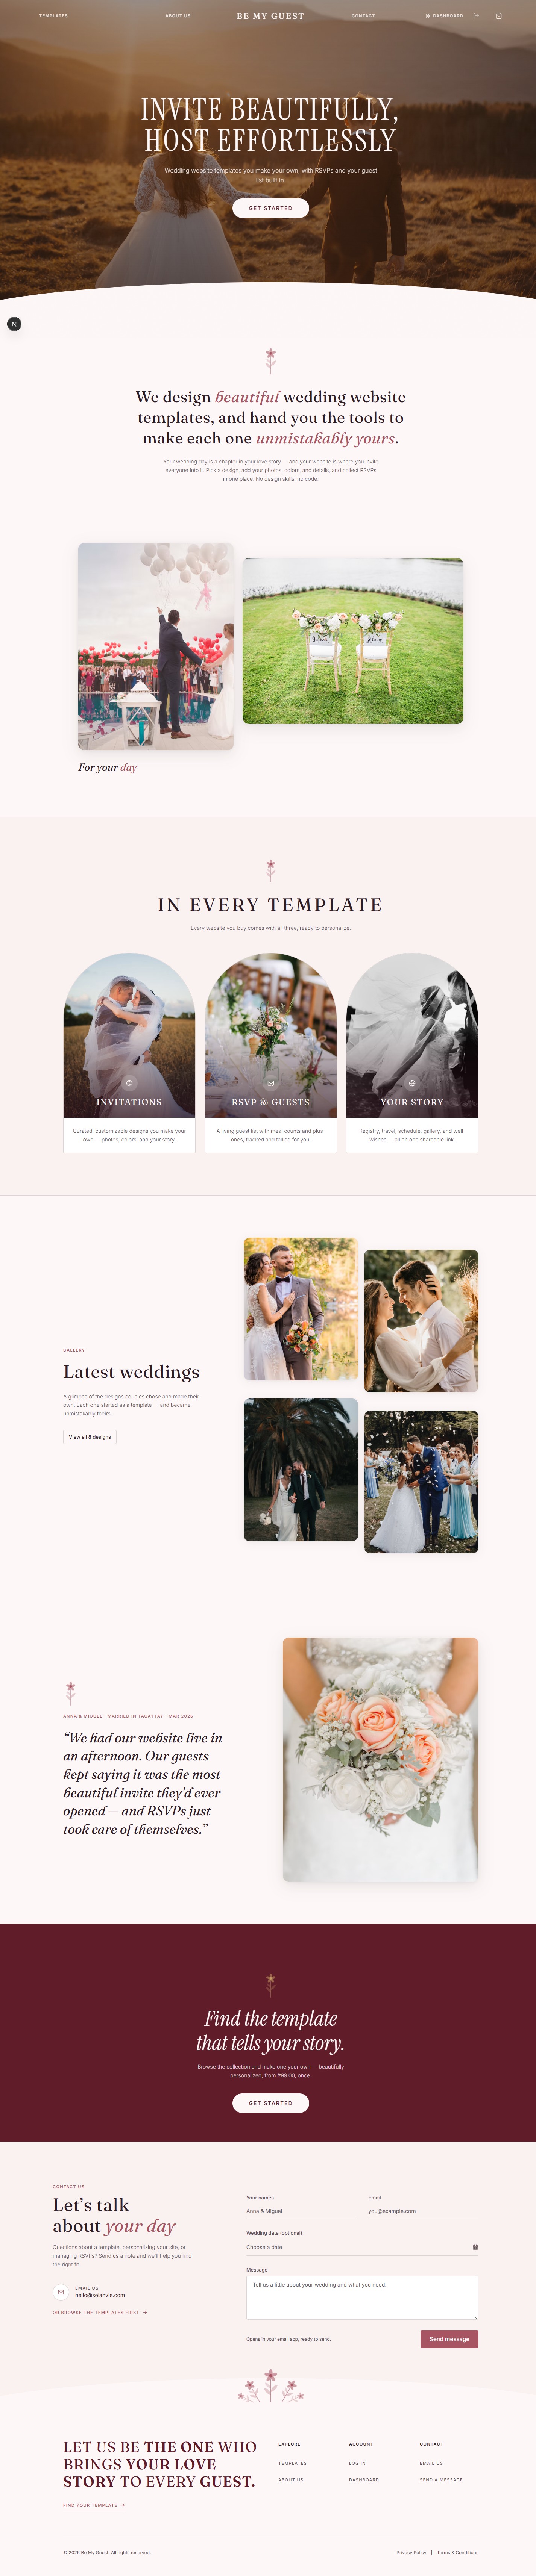 TEMPLATES
ABOUT US
BE MY GUEST
CONTACT
DASHBOARD
INVITE BEAUTIFULLY,
HOST EFFORTLESSLY
Wedding website templates you make your own, with RSVPs and your guest
list built in.
GET STARTED
N
We design beautiful wedding website
templates, and hand you the tools to
make each one unmistakably yours.
Your wedding day is a chapter in your love story — and your website is where you invite
everyone into it. Pick a design, add your photos, colors, and details, and collect RSVPs
in one place. No design skills, no code.
For your day
IN EVERY TEMPLATE
Every website you buy comes with all three, ready to personalize.
INVITATIONS
Curated, customizable designs you make your
own — photos, colors, and your story.
RSVP & GUESTS
A living guest list with meal counts and plus-
ones, tracked and tallied for you.
YOUR STORY
Registry, travel, schedule, gallery, and well-
wishes — all on one shareable link.
GALLERY
Latest weddings
A glimpse of the designs couples chose and made their
own. Each one started as a template — and became
unmistakably theirs.
View all 8 designs
ANNA & MIGUEL · MARRIED IN TAGAYTAY · MAR 2026
“We had our website live in
an afternoon. Our guests
kept saying it was the most
beautiful invite they'd ever
opened — and RSVPs just
took care of themselves.”
Find the template
that tells your story.
Browse the collection and make one your own — beautifully
personalized, from ₱99.00, once.
GET STARTED
CONTACT US
Let’s talk
about your day
Questions about a template, personalizing your site, or
managing RSVPs? Send us a note and we'll help you find
the right fit.
EMAIL US
hello@selahvie.com
OR BROWSE THE TEMPLATES FIRST →
Your names
Anna & Miguel
Email
you@example.com
Wedding date (optional)
Choose a date
Message
Tell us a little about your wedding and what you need.
Opens in your email app, ready to send.
Send message
LET US BE THE ONE WHO
BRINGS YOUR LOVE
STORY TO EVERY GUEST.
FIND YOUR TEMPLATE →
EXPLORE
TEMPLATES
ABOUT US
ACCOUNT
LOG IN
DASHBOARD
CONTACT
EMAIL US
SEND A MESSAGE
© 2026 Be My Guest. All rights reserved.
Privacy Policy | Terms & Conditions